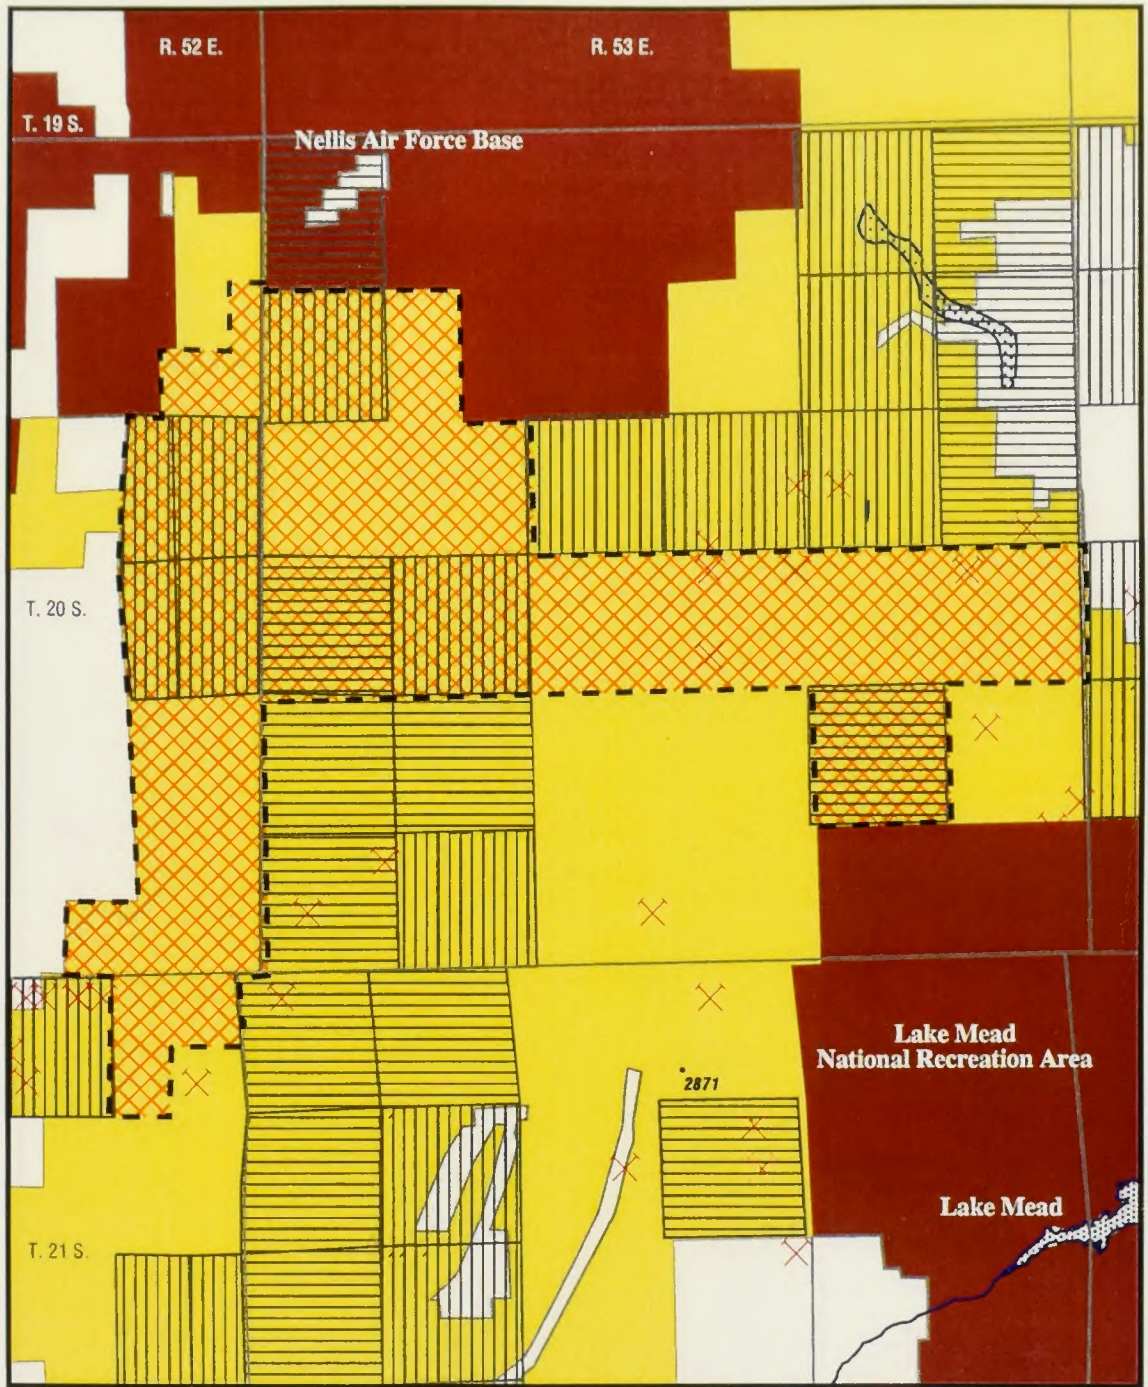 R. 52 E.
R. 53 E.
T. 19 S.
Nellis Air Force Base
T. 20 S.
Lake Mead
National Recreation Area
2871
Lake Mead
T. 21 S.